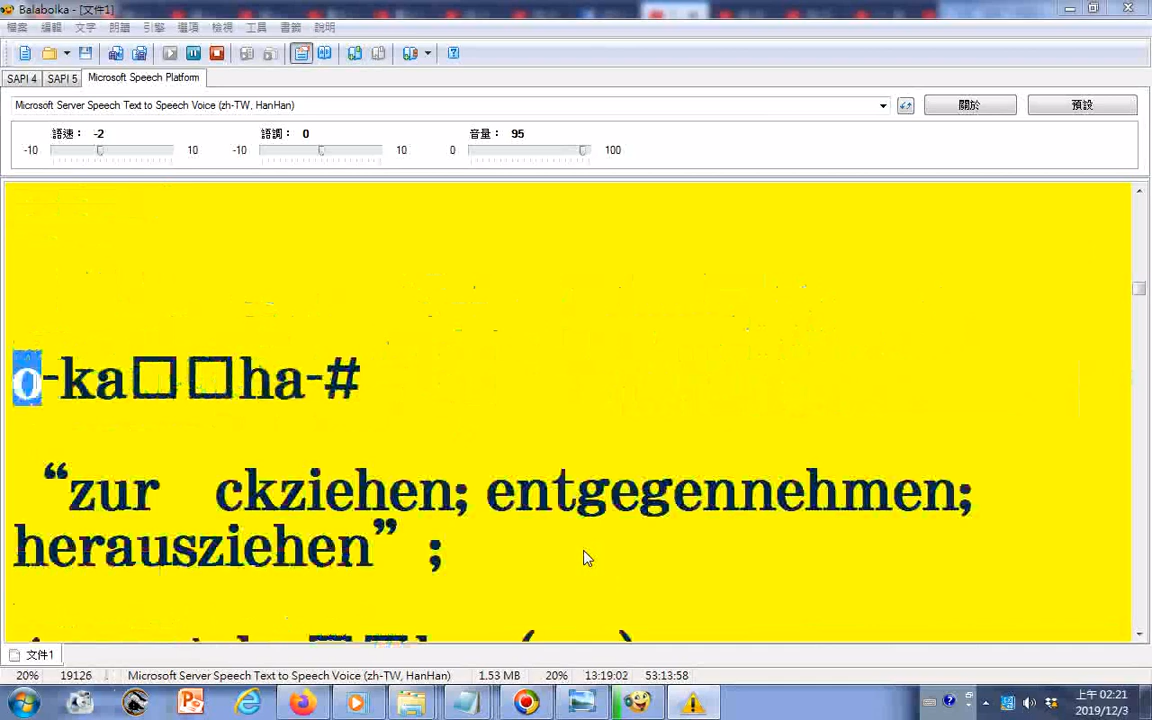 Balabolka - [文件1]
檔案 編輯 文字 朗讀 引擎 選項 檢視 工具 書籤 說明
SAPI 4 SAPI 5 Microsoft Speech Platform
Microsoft Server Speech Text to Speech Voice (zh-TW, HanHan) 關於 預設
語速： -2 語調： 0 音量： 95
-10 10 -10 10 0 100
o-ka□□ha-#
“zur ckziehen; entgegennehmen;
herausziehen” ;
文件1
20% 19126 Microsoft Server Speech Text to Speech Voice (zh-TW, HanHan) 1.53 MB 20% 13:19:02 53:13:58
上午 02:21
2019/12/3